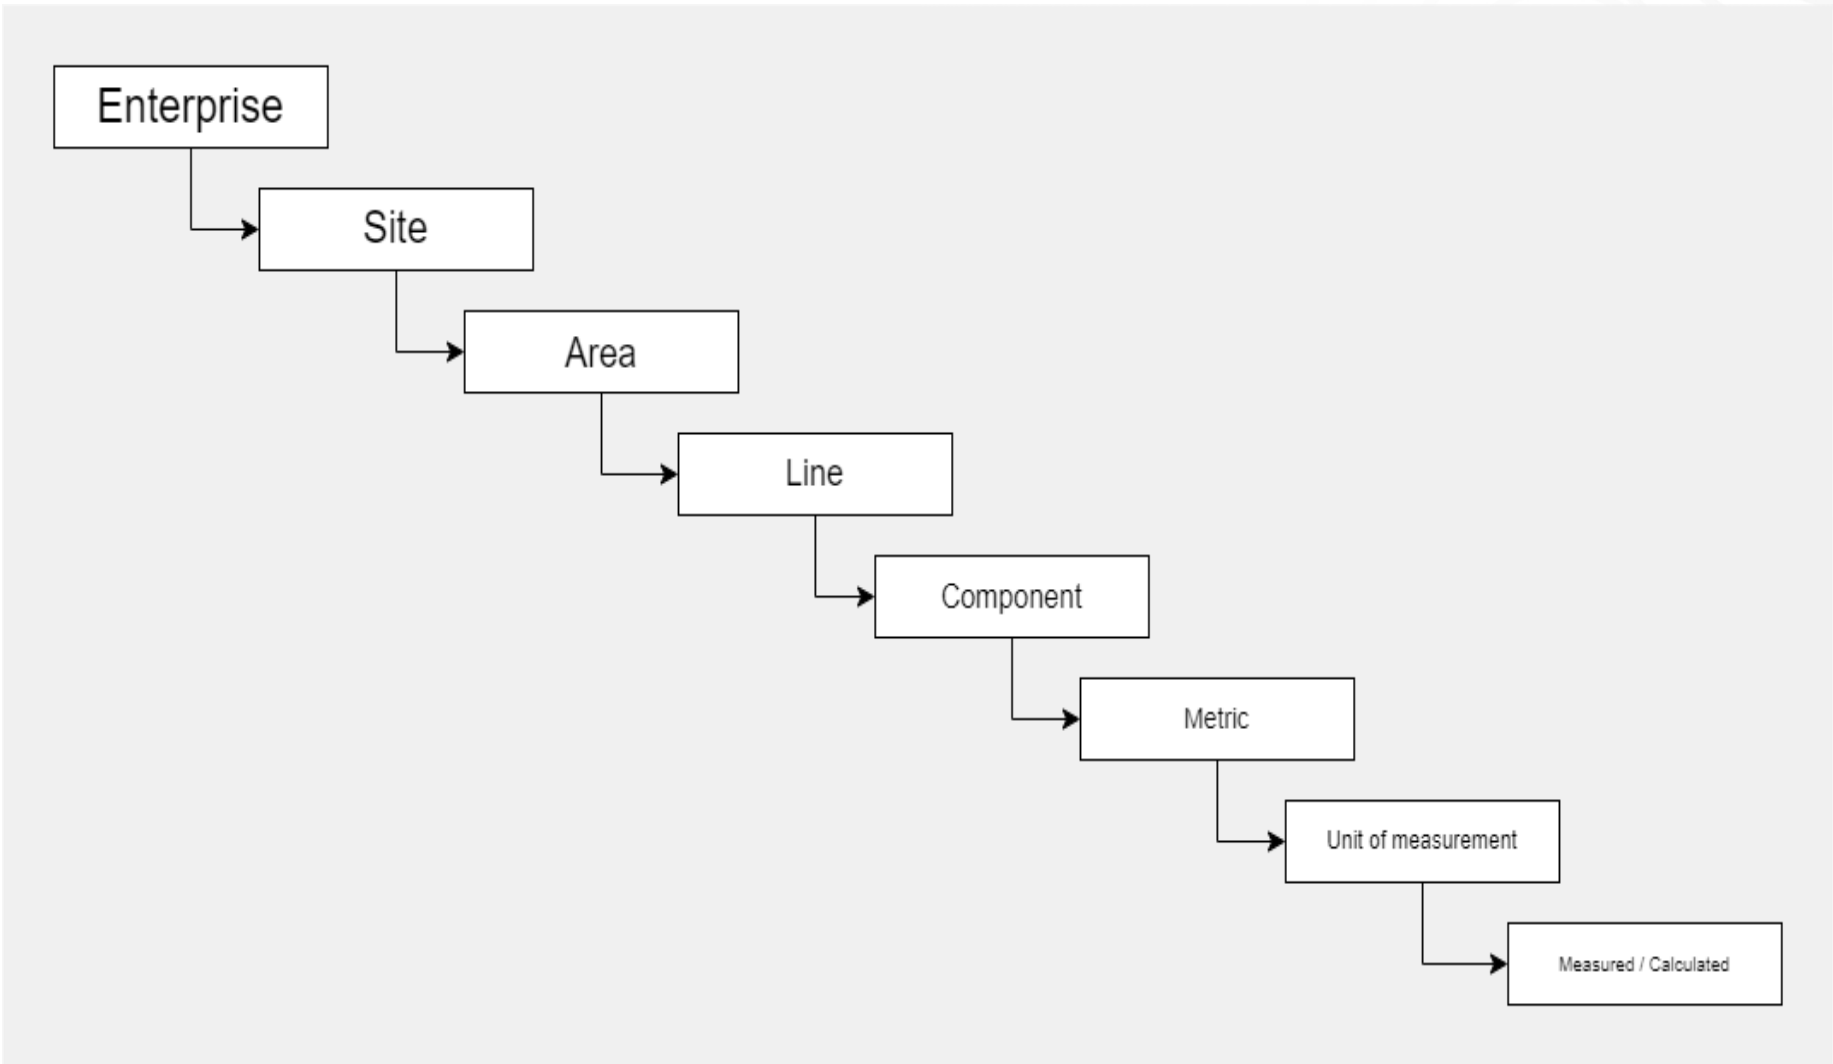 Enterprise
Site
Area
Line
Component
Metric
Unit of measurement
Measured / Calculated